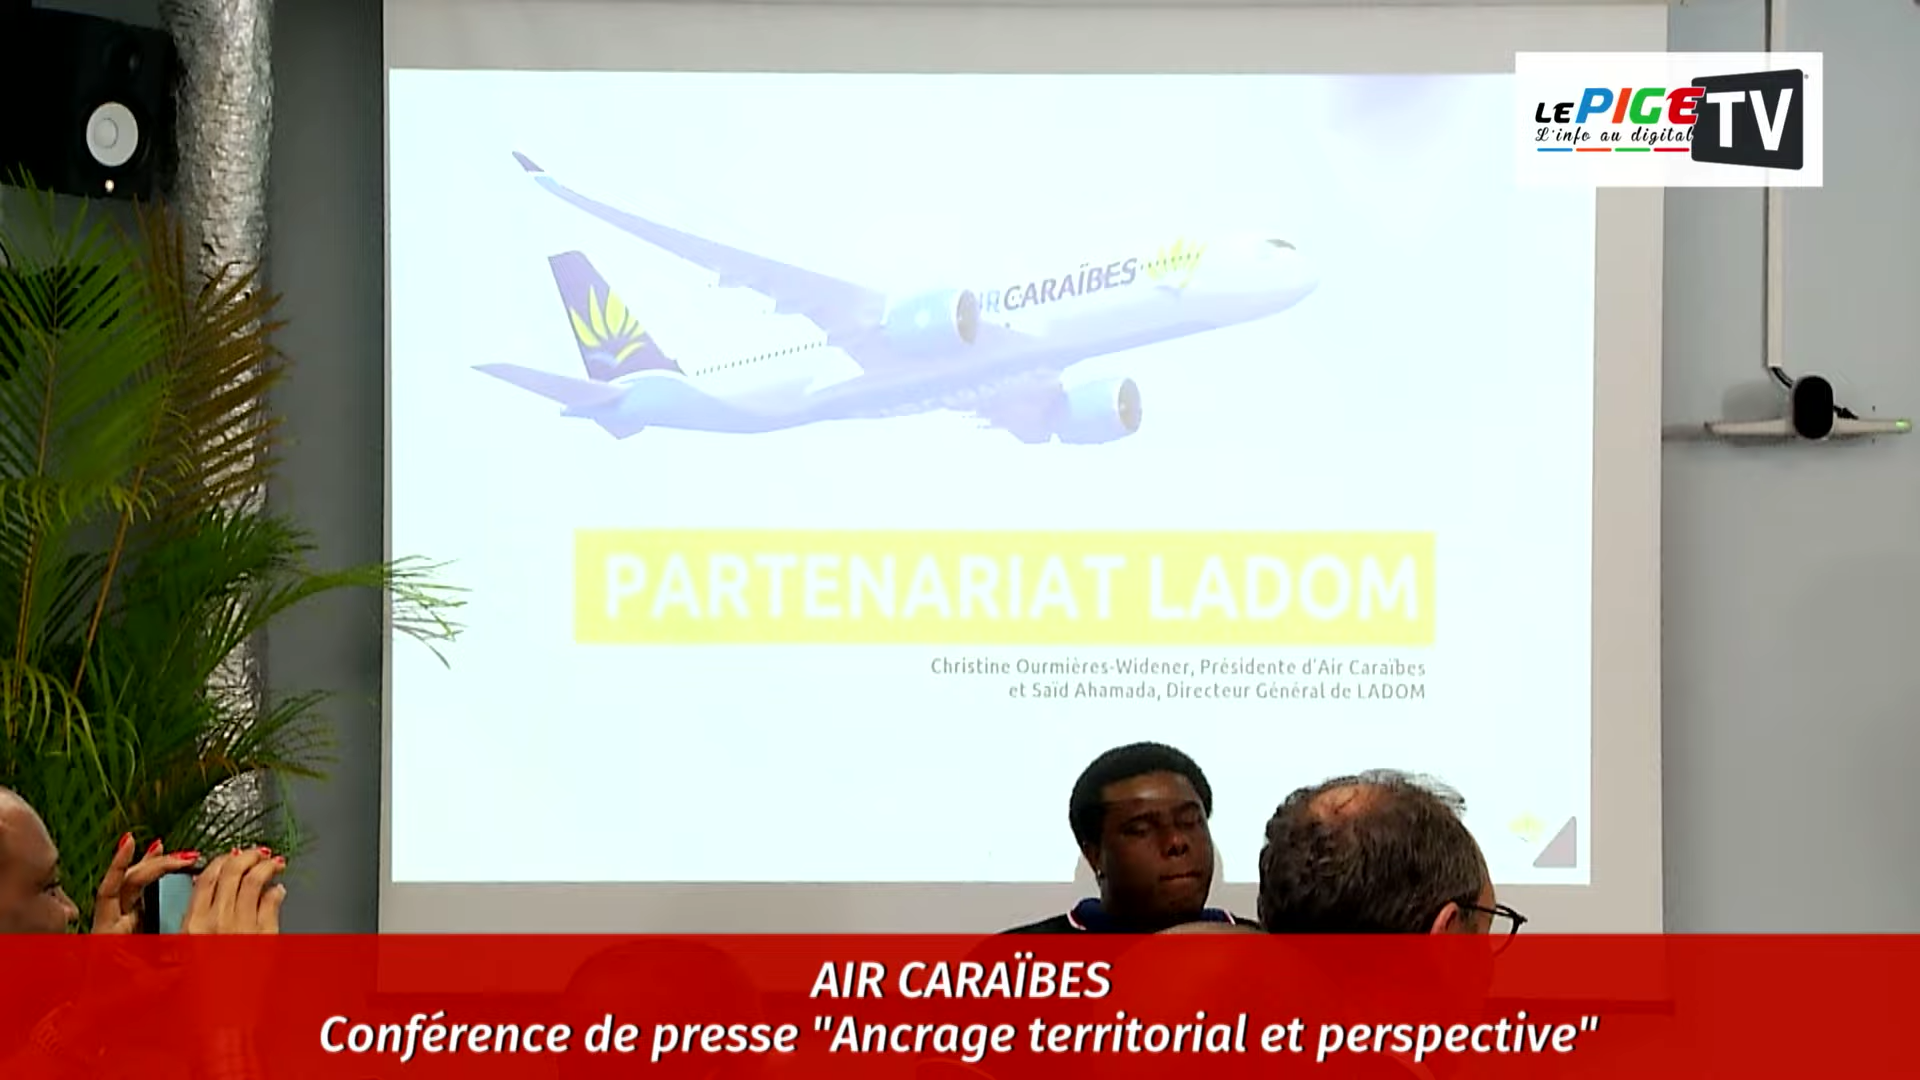 LE PIGE TV
L'info au digital
AIR CARAÏBES
PARTENARIAT LADOM
Christine Ourmières-Widener, Présidente d'Air Caraïbes
et Saïd Ahamada, Directeur Général de LADOM
AIR CARAÏBES
Conférence de presse "Ancrage territorial et perspective"